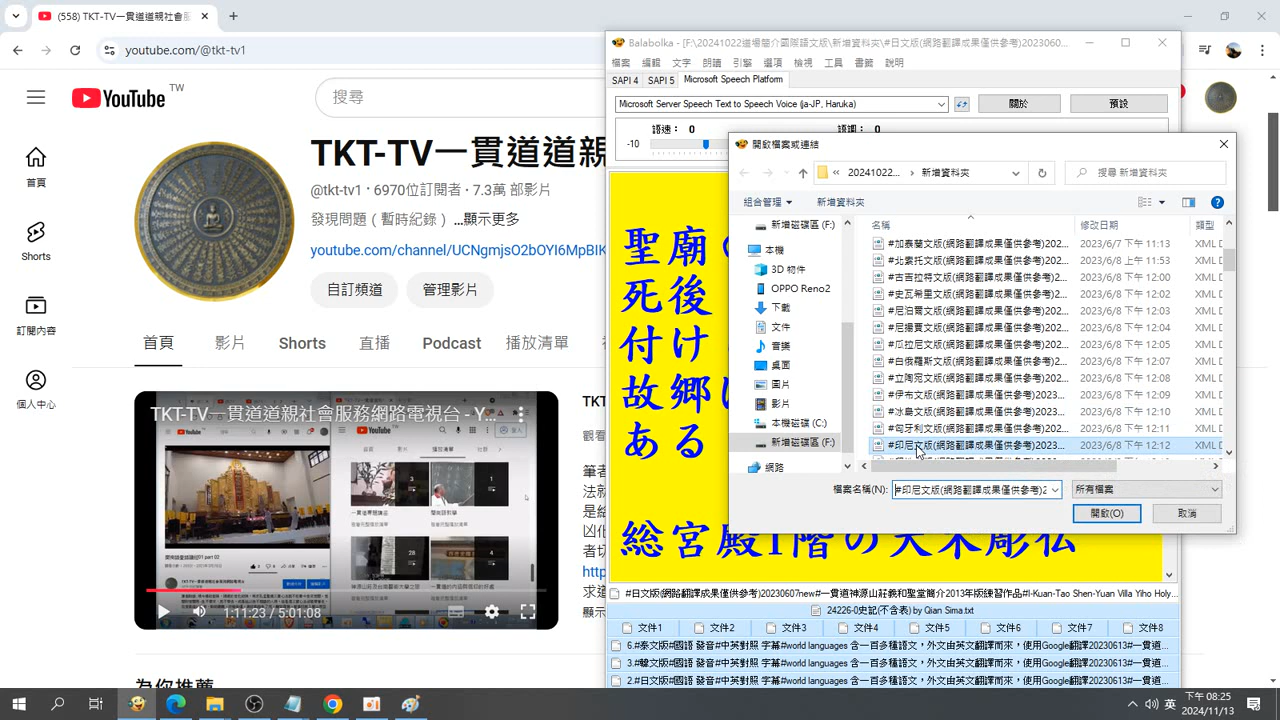 (558) TKT-TV一貫道道親社會服
youtube.com/@tkt-tv1
YouTube TW
搜尋
首頁
Shorts
訂閱內容
個人中心
TKT-TV一貫道道親
@tkt-tv1・6970位訂閱者・7.3萬 部影片
發現問題（暫時紀錄） ...顯示更多
youtube.com/channel/UCNgmjsO2bOYI6MpBIK
自訂頻道
管理影片
首頁
影片
Shorts
直播
Podcast
播放清單
TKT-TV一貫道道親社會服務網路電視台 - Y...
1:11:23 / 5:01:08
TKT
觀看
筆者
法款
是終
凶化
者切
http
求道
顯示
為你推薦
Balabolka - [F:\20241022道場簡介國際語文版\新增資料夾\#日文版(網路翻譯成果僅供參考)2023060...
檔案 編輯 文字 朗讀 引擎 選項 檢視 工具 書籤 說明
SAPI 4 SAPI 5 Microsoft Speech Platform
Microsoft Server Speech Text to Speech Voice (ja-JP, Haruka)
關於
預設
語速： 0
語調： 0
-10
聖廟
死後
付け
故郷
ある
総宮殿1階の大木彫仏
開啟檔案或連結
« 20241022... › 新增資料夾
搜尋 新增資料夾
組合管理
新增資料夾
新增磁碟區 (F:)
本機
3D 物件
OPPO Reno2
下載
文件
音樂
桌面
圖片
影片
本機磁碟 (C:)
新增磁碟區 (F:)
網路
名稱 修改日期 類型
#加泰蘭文版(網路翻譯成果僅供參考)202... 2023/6/7 下午 11:13 XML D
#北索托文版(網路翻譯成果僅供參考)202... 2023/6/8 上午 11:53 XML D
#古吉拉特文版(網路翻譯成果僅供參考)2... 2023/6/8 下午 12:00 XML D
#史瓦希里文版(網路翻譯成果僅供參考)2... 2023/6/8 下午 12:02 XML D
#尼泊爾文版(網路翻譯成果僅供參考)202... 2023/6/8 下午 12:03 XML D
#尼揚賈文版(網路翻譯成果僅供參考)202... 2023/6/8 下午 12:04 XML D
#瓜拉尼文版(網路翻譯成果僅供參考)202... 2023/6/8 下午 12:05 XML D
#白俄羅斯文版(網路翻譯成果僅供參考)2... 2023/6/8 下午 12:07 XML D
#立陶宛文版(網路翻譯成果僅供參考)202... 2023/6/8 下午 12:08 XML D
#伊布文版(網路翻譯成果僅供參考)2023... 2023/6/8 下午 12:09 XML D
#冰島文版(網路翻譯成果僅供參考)2023... 2023/6/8 下午 12:10 XML D
#匈牙利文版(網路翻譯成果僅供參考)202... 2023/6/8 下午 12:11 XML D
#印尼文版(網路翻譯成果僅供參考)2023... 2023/6/8 下午 12:12 XML D
檔案名稱(N): #印尼文版(網路翻譯成果僅供參考)2
所有檔案
開啟(O)
取消
#日文版(網路翻譯成果僅供參考)20230607new#一貫道神源山莊
24226-0史記(不含表) by Qian Sima.txt
文件1 文件2 文件3 文件4 文件5 文件6 文件7 文件8
6.#泰文版#國語 發音#中英對照 字幕#world languages 含一百多種語文，外文由英文翻譯而來，使用Google翻譯20230613#一貫道...
3.#韓文版#國語 發音#中英對照 字幕#world languages 含一百多種語文，外文由英文翻譯而來，使用Google翻譯20230613#一貫道...
2.#日文版#國語 發音#中英對照 字幕#world languages 含一百多種語文，外文由英文翻譯而來，使用Google翻譯20230613#一貫道...
英
下午 08:25
2024/11/13